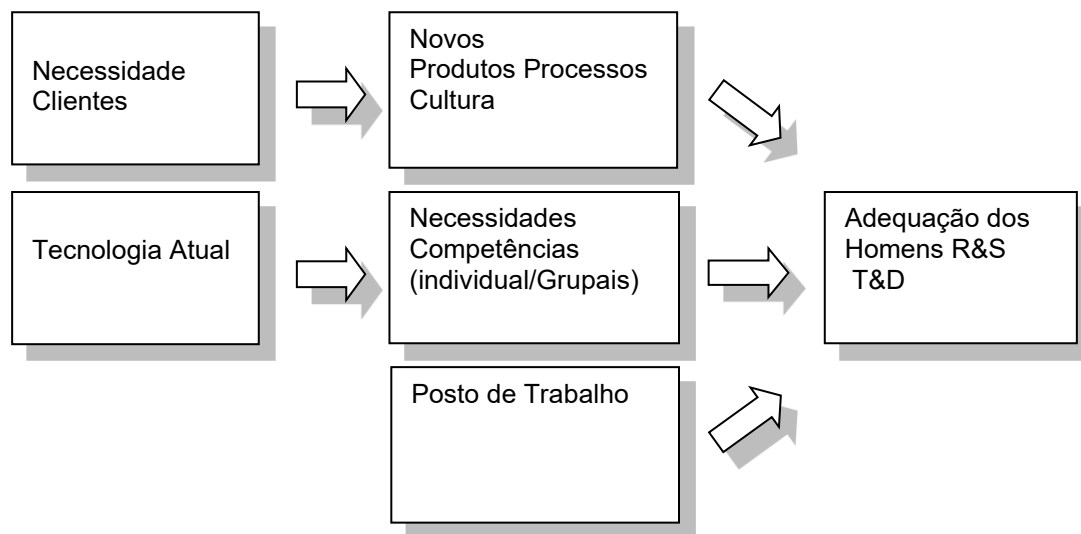 Necessidade
Clientes
Novos
Produtos Processos
Cultura
Tecnologia Atual
Necessidades
Competências
(individual/Grupais)
Adequação dos
Homens R&S
T&D
Posto de Trabalho